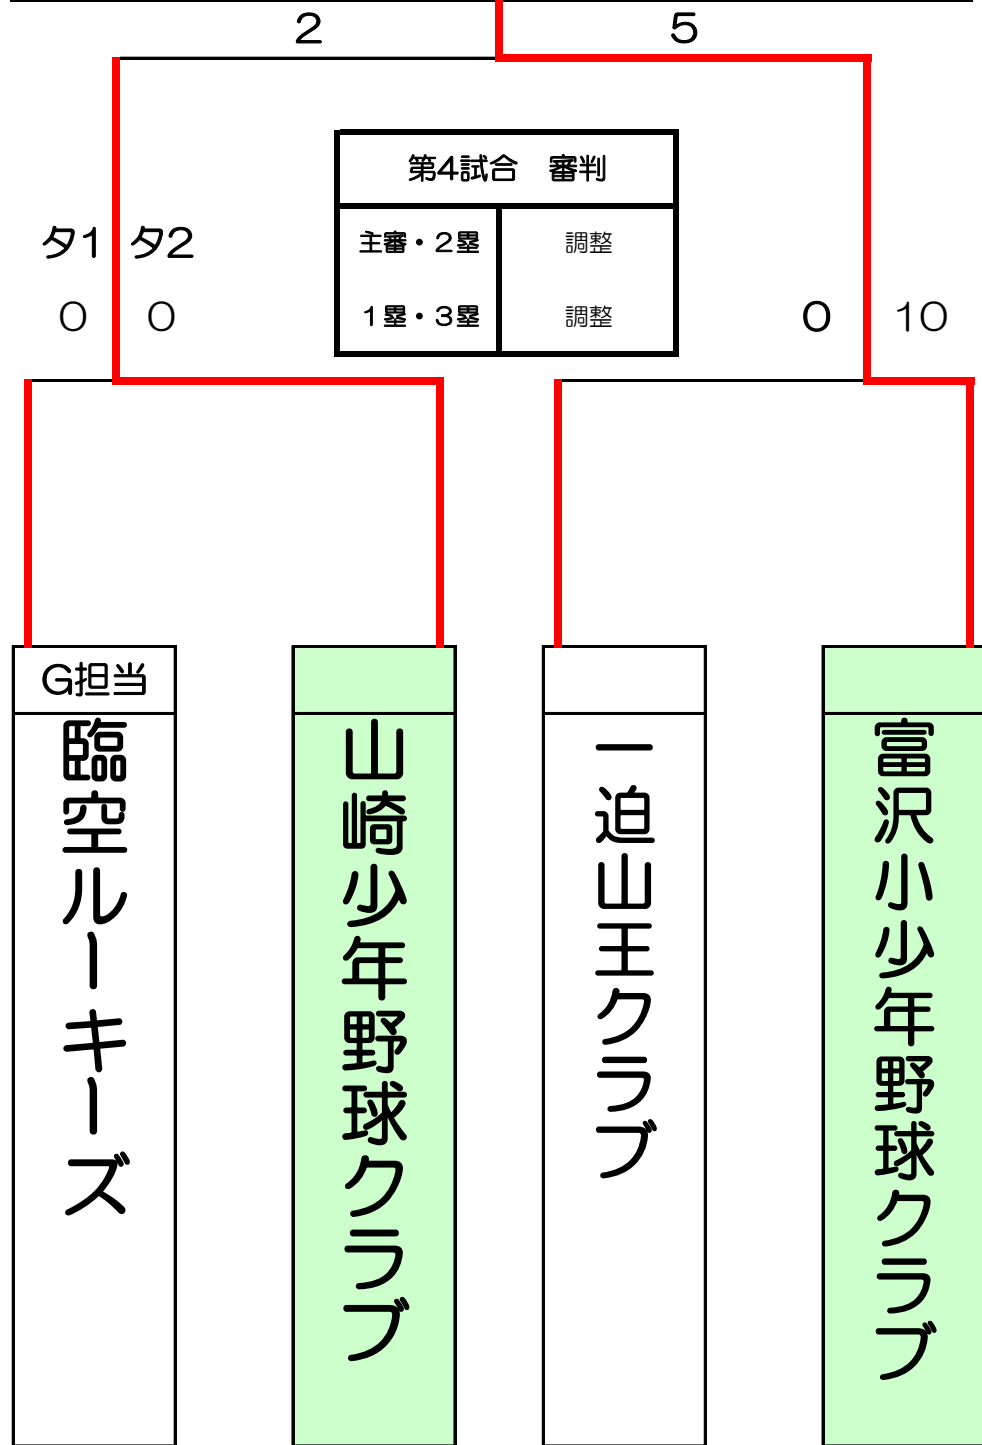 2 5
第4試合 審判
主審・2塁 調整
1塁・3塁 調整
タ1 タ2
0 0
0 10
G担当
臨空ルーキーズ
山崎少年野球クラブ
一迫山王クラブ
富沢小少年野球クラブ